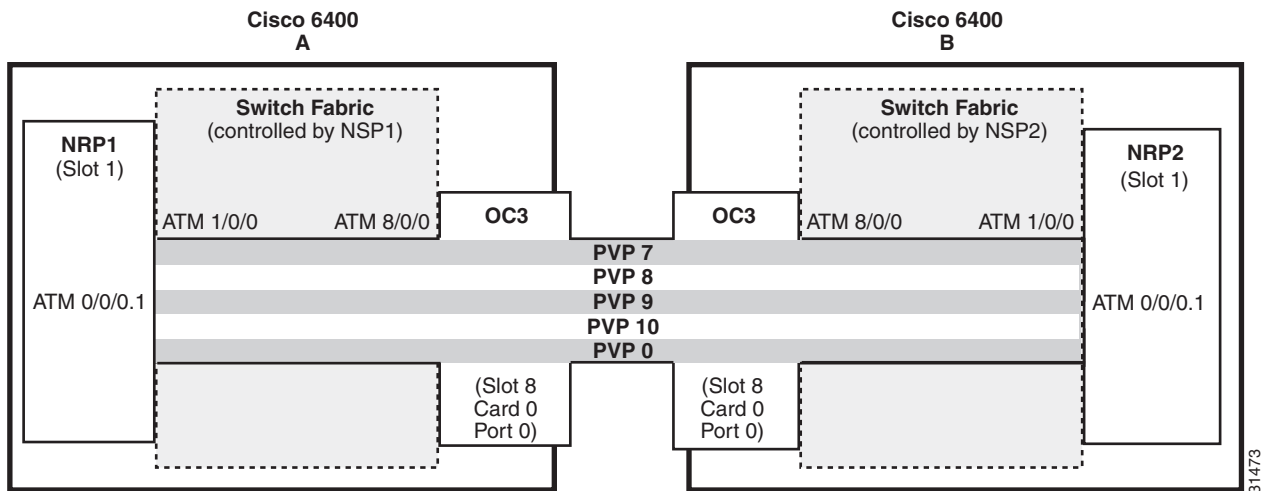 Cisco 6400
A
Cisco 6400
B
Switch Fabric
(controlled by NSP1)
Switch Fabric
(controlled by NSP2)
NRP1
(Slot 1)
NRP2
(Slot 1)
ATM 1/0/0
ATM 8/0/0
OC3
OC3
ATM 8/0/0
ATM 1/0/0
PVP 7
PVP 8
ATM 0/0/0.1
PVP 9
ATM 0/0/0.1
PVP 10
PVP 0
(Slot 8
Card 0
Port 0)
(Slot 8
Card 0
Port 0)
81473